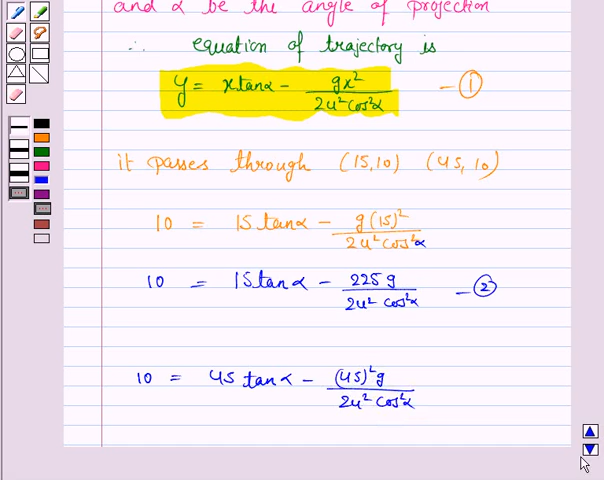 and α be the angle of projection
∴ equation of trajectory is
y = x tanα - gx²/2u²cos²α - ①
it passes through (15,10) (45,10)
10 = 15 tanα - g(15)²/2u²cos²α
10 = 15 tanα - 225g/2u²cos²α - ②
10 = 45 tanα - (45)²g/2u²cos²α